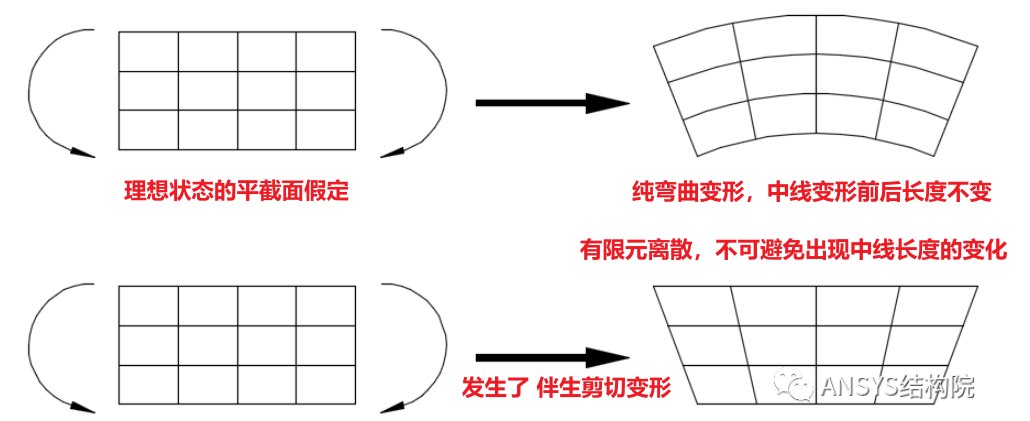 理想状态的平截面假定
纯弯曲变形，中线变形前后长度不变
有限元离散，不可避免出现中线长度的变化
发生了 伴生剪切变形
ANSYS结构院